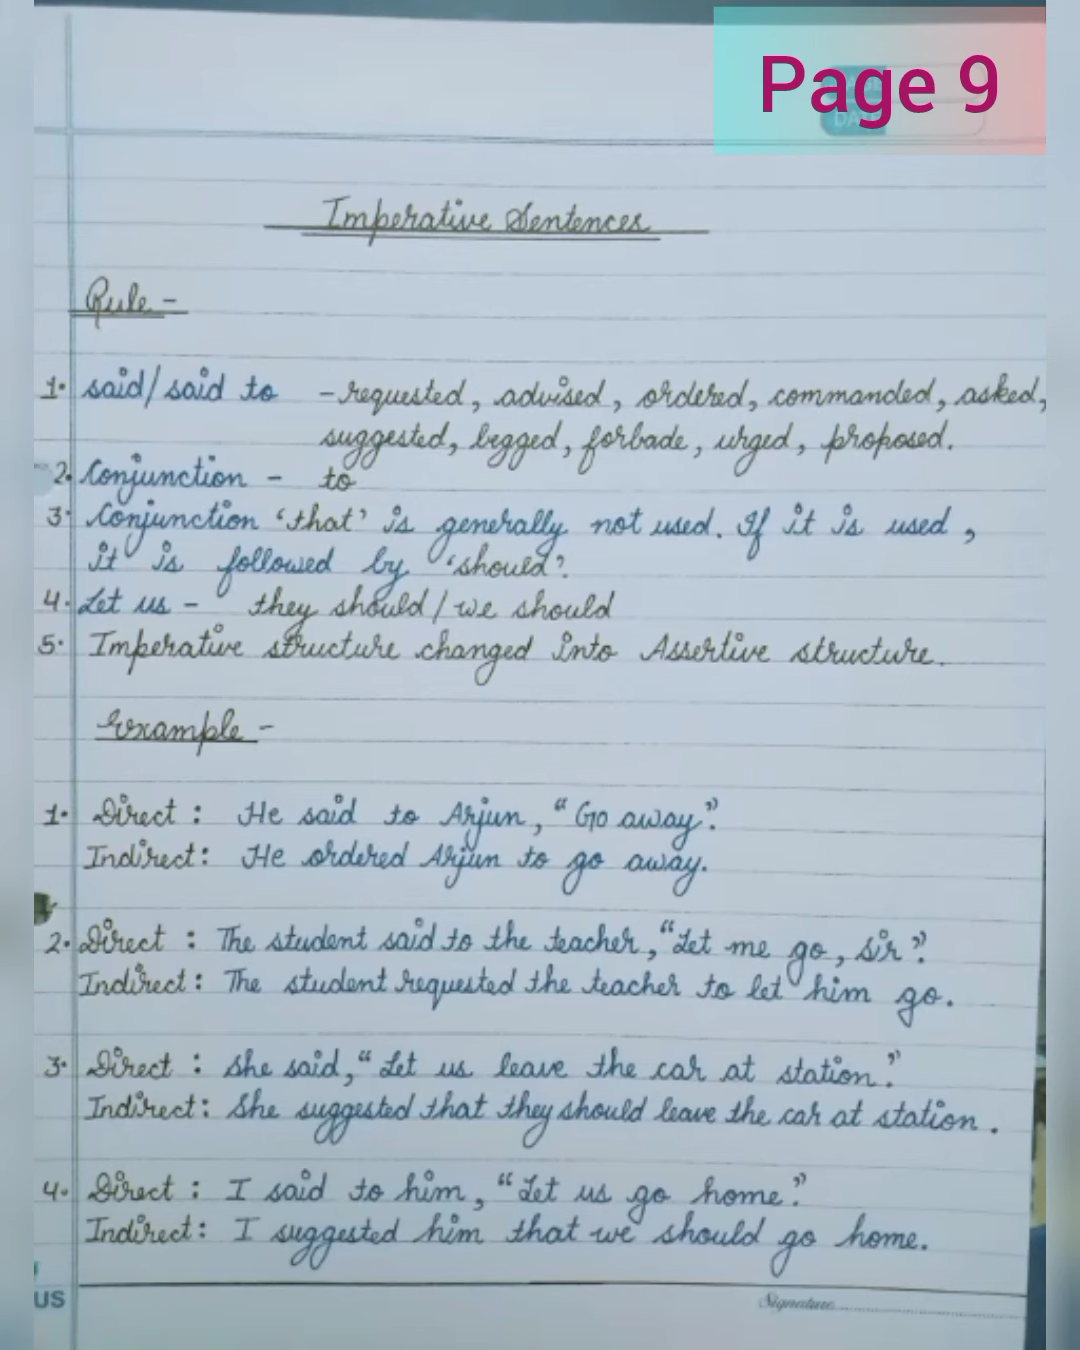 Page 9
Imperative Sentences
Rule -
1. said/said to - requested, advised, ordered, commanded, asked,
suggested, begged, forbade, urged, proposed.
2. Conjunction - to
3. Conjunction 'that' is generally not used. If it is used,
it is followed by 'should'.
4. Let us - they should/we should
5. Imperative structure changed into Assertive structure.
Example -
1. Direct : He said to Arjun, "Go away".
Indirect : He ordered Arjun to go away.
2. Direct : The student said to the teacher, "Let me go, sir".
Indirect : The student requested the teacher to let him go.
3. Direct : She said, "Let us leave the car at station."
Indirect : She suggested that they should leave the car at station.
4. Direct : I said to him, "Let us go home."
Indirect : I suggested him that we should go home.
US
Signature